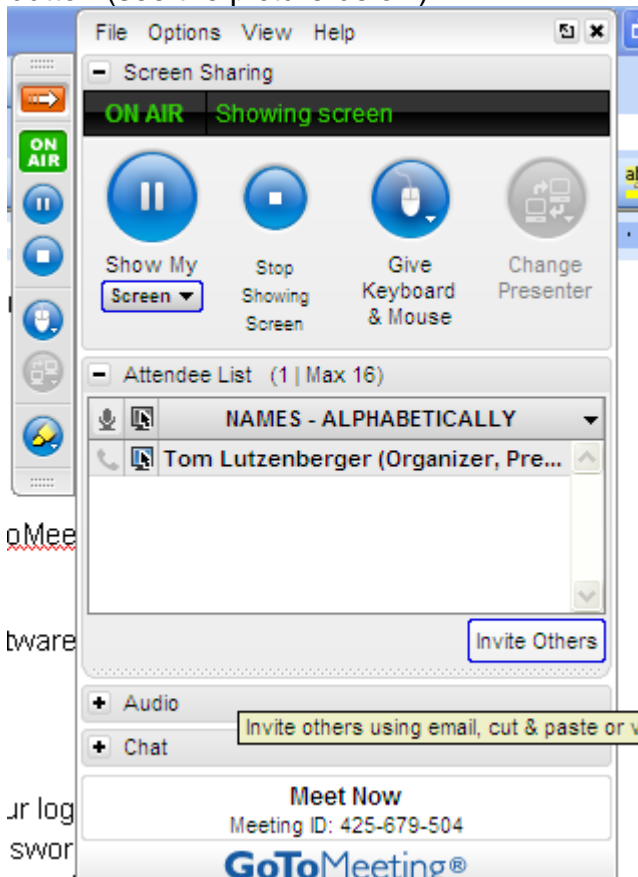 File Options View Help
Screen Sharing
ON AIR Showing screen
ON
AIR
Show My
Screen
Stop
Showing
Screen
Give
Keyboard
& Mouse
Change
Presenter
Attendee List (1 | Max 16)
NAMES - ALPHABETICALLY
Tom Lutzenberger (Organizer, Pre...
oMee
tware
Invite Others
Audio
Invite others using email, cut & paste or v
Chat
Meet Now
ur log
Meeting ID: 425-679-504
swor
GoToMeeting®